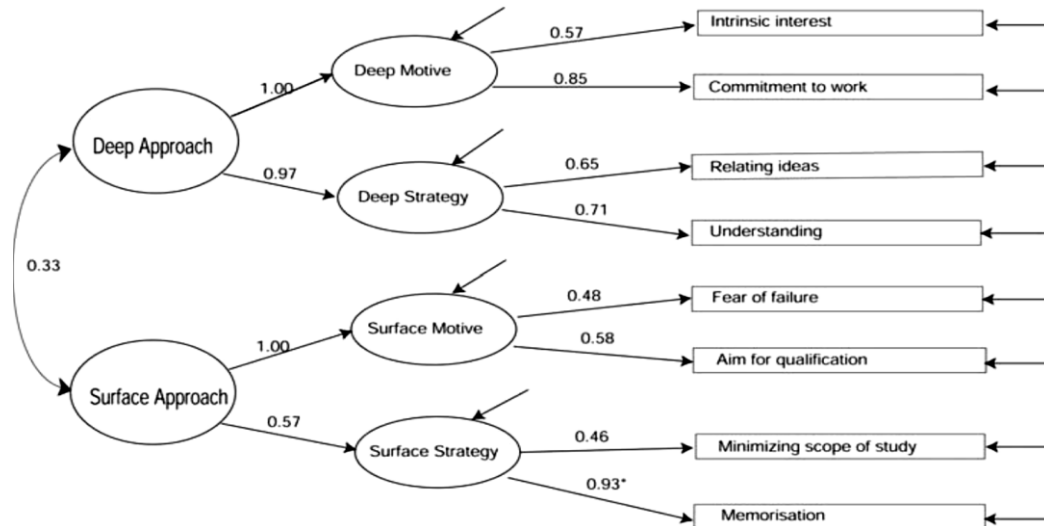 Intrinsic interest
0.57
Deep Motive
0.85
Commitment to work
1.00
Deep Approach
0.97
0.65
Relating ideas
Deep Strategy
0.71
Understanding
0.33
Fear of failure
0.48
Surface Motive
0.58
Aim for qualification
1.00
Surface Approach
0.57
0.46
Minimizing scope of study
Surface Strategy
0.93*
Memorisation